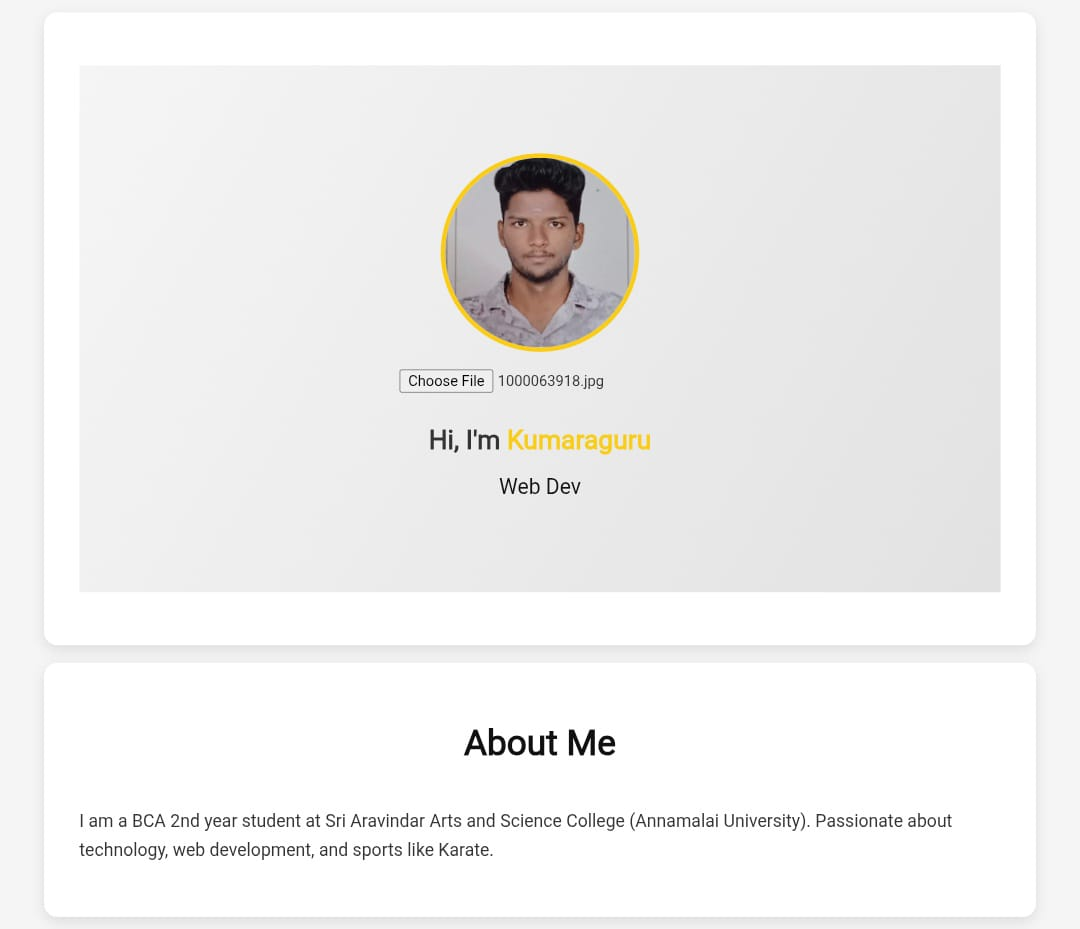 Choose File 1000063918.jpg
Hi, I'm Kumaraguru
Web Dev
About Me
I am a BCA 2nd year student at Sri Aravindar Arts and Science College (Annamalai University). Passionate about
technology, web development, and sports like Karate.